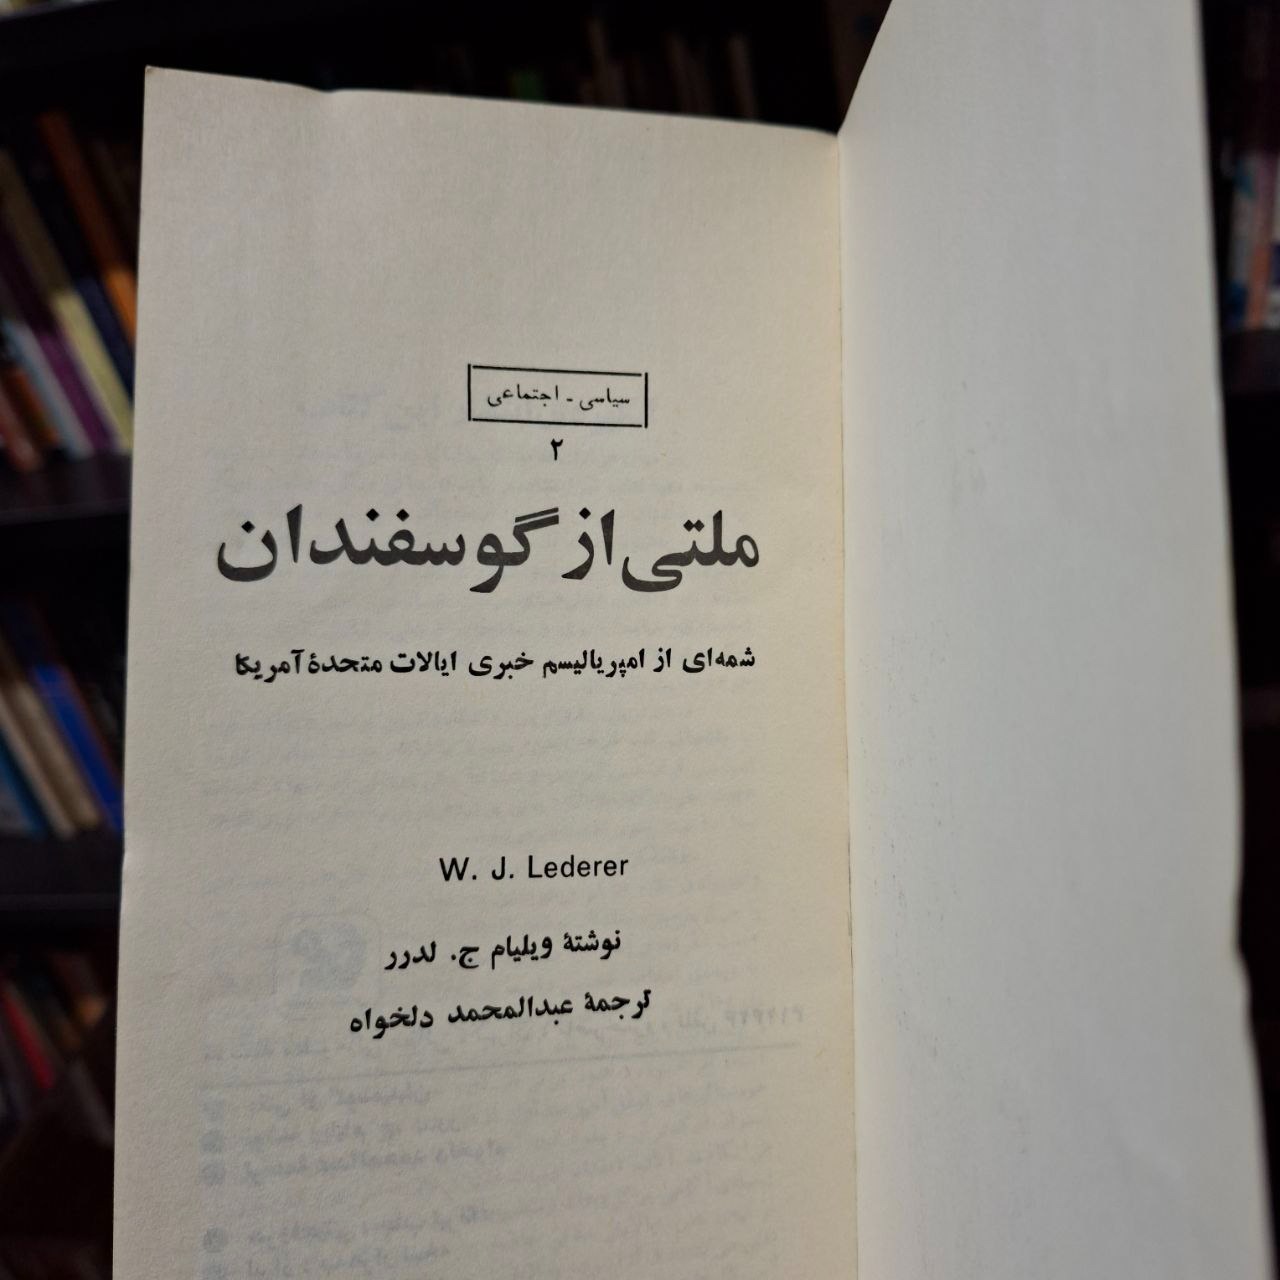 سیاسی - اجتماعی
۲
ملتی از گوسفندان
شمه‌ای از امپریالیسم خبری ایالات متحدهٔ آمریکا
W. J. Lederer
نوشتهٔ ویلیام ج. لدرر
ترجمهٔ عبدالمحمد دلخواه